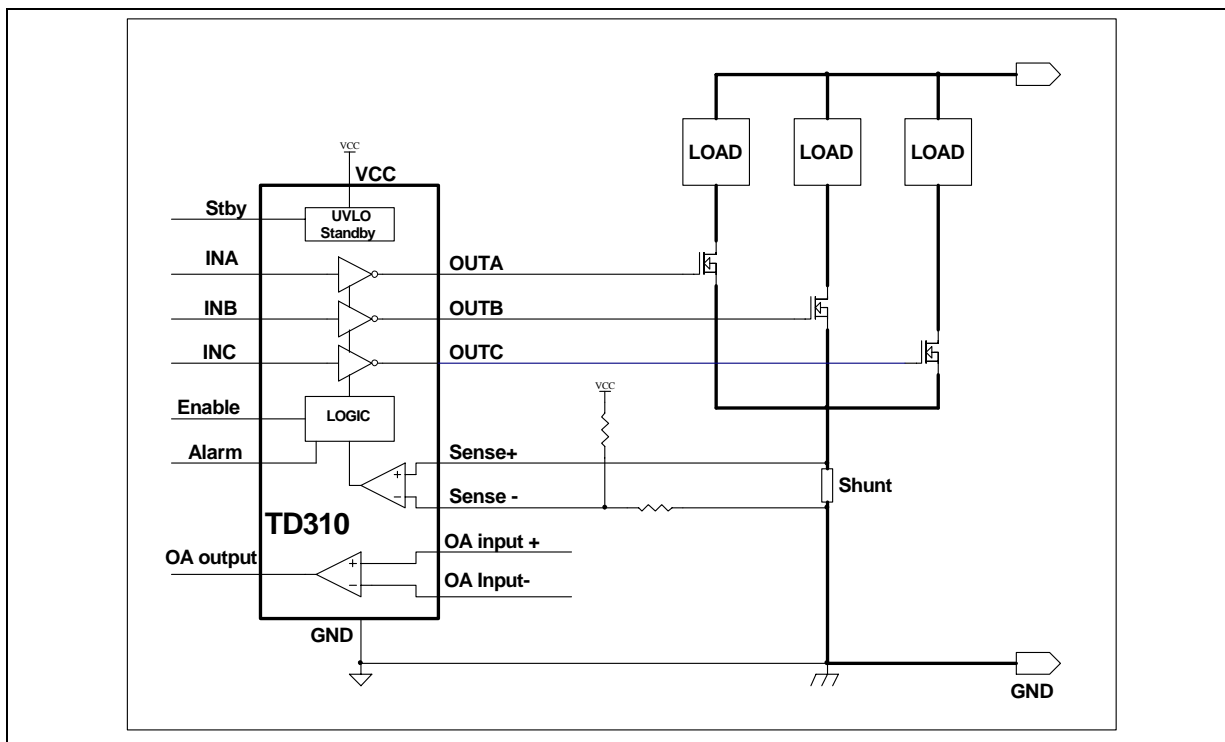 LOAD
LOAD
LOAD
VCC
VCC
Stby
UVLO
Standby
INA
OUTA
INB
OUTB
INC
OUTC
VCC
Enable
LOGIC
Alarm
Sense+
+
-
Sense -
Shunt
TD310
OA output
OA input +
+
-
OA Input-
GND
GND